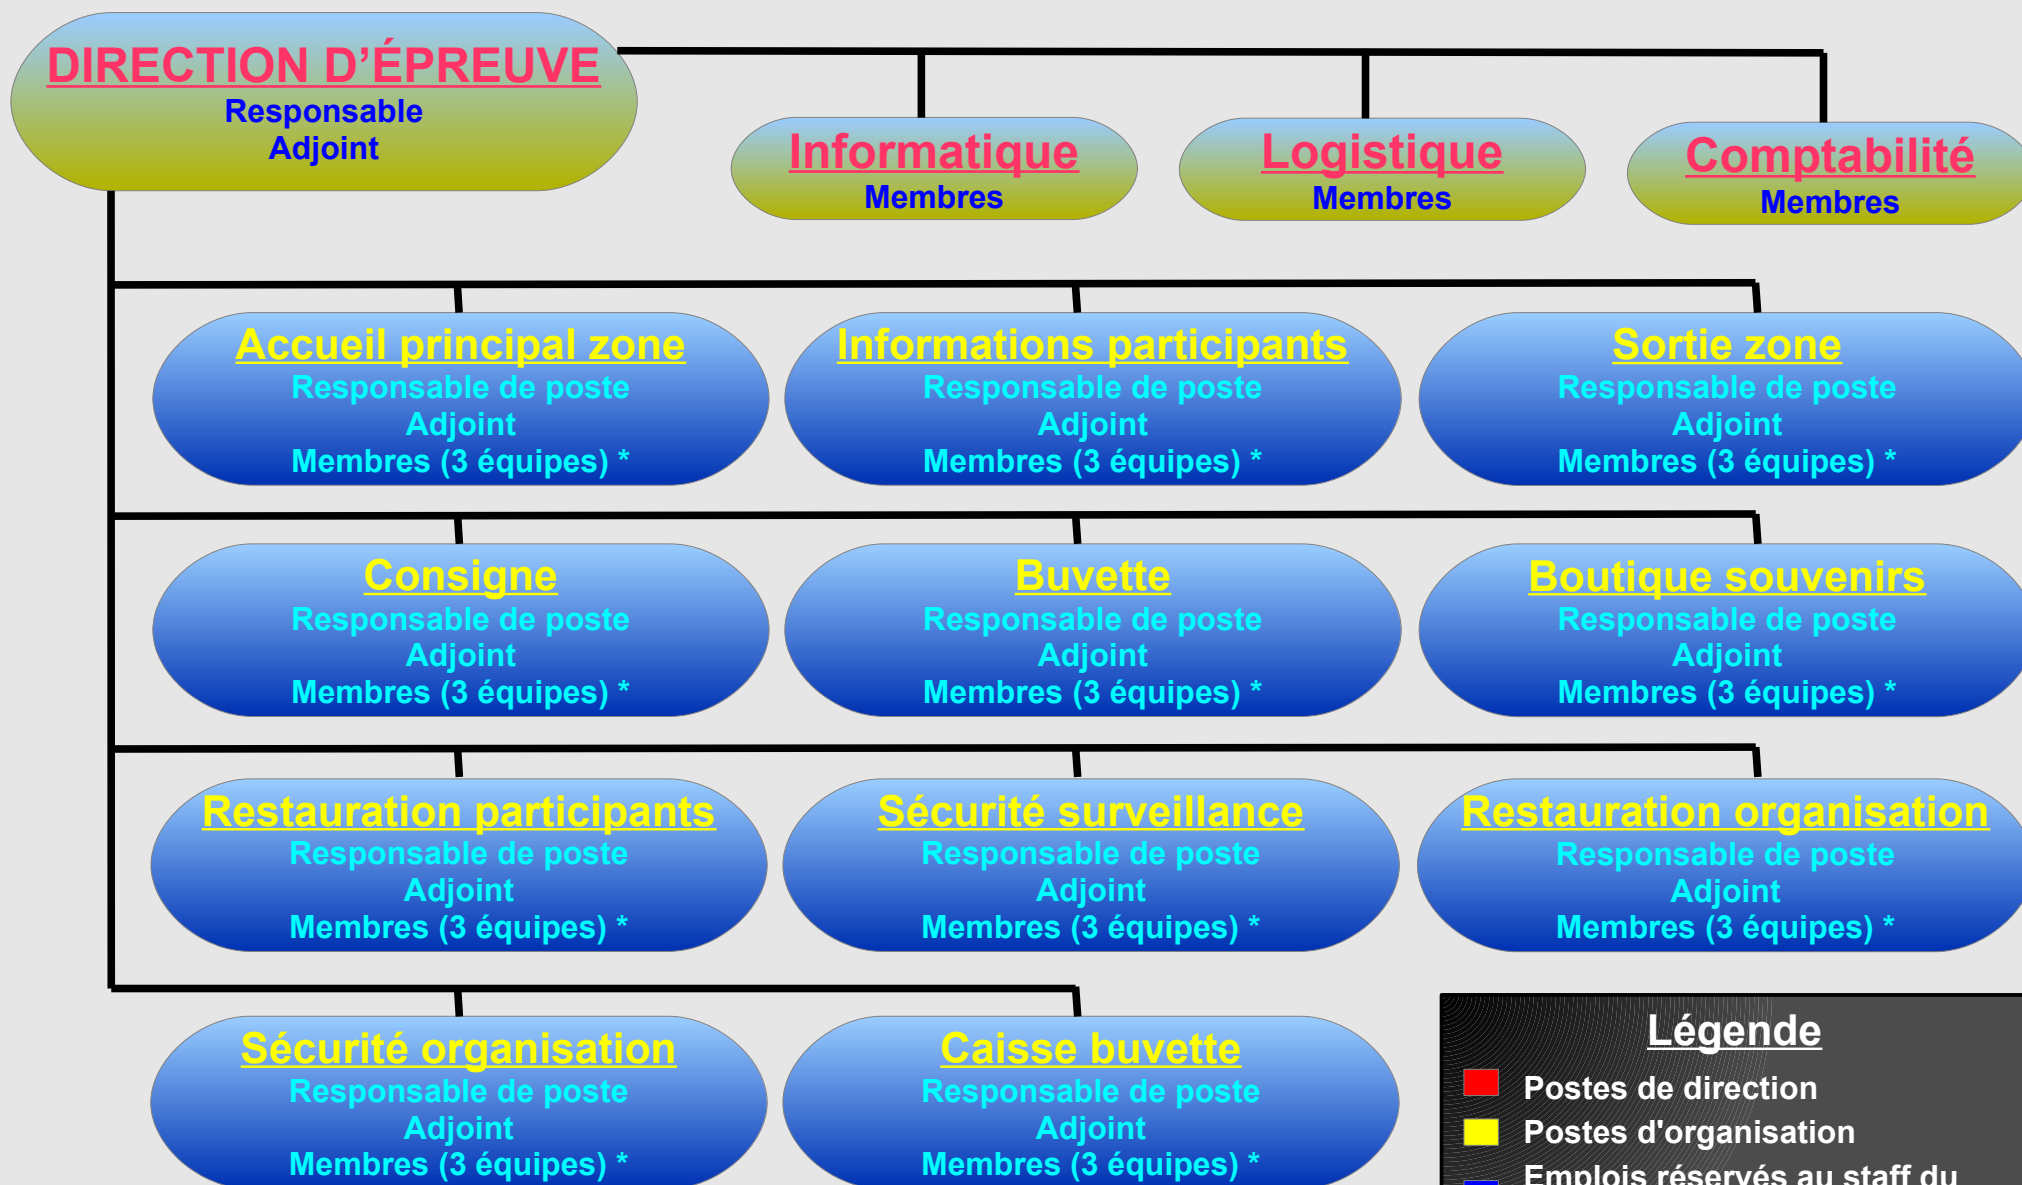 DIRECTION D'ÉPREUVE
Responsable
Adjoint
Informatique
Membres
Logistique
Membres
Comptabilité
Membres
Accueil principal zone
Responsable de poste
Adjoint
Membres (3 équipes) *
Informations participants
Responsable de poste
Adjoint
Membres (3 équipes) *
Sortie zone
Responsable de poste
Adjoint
Membres (3 équipes) *
Consigne
Responsable de poste
Adjoint
Membres (3 équipes) *
Buvette
Responsable de poste
Adjoint
Membres (3 équipes) *
Boutique souvenirs
Responsable de poste
Adjoint
Membres (3 équipes) *
Restauration participants
Responsable de poste
Adjoint
Membres (3 équipes) *
Sécurité surveillance
Responsable de poste
Adjoint
Membres (3 équipes) *
Restauration organisation
Responsable de poste
Adjoint
Membres (3 équipes) *
Sécurité organisation
Responsable de poste
Adjoint
Membres (3 équipes) *
Caisse buvette
Responsable de poste
Adjoint
Membres (3 équipes) *
Légende
Postes de direction
Postes d'organisation
Emplois réservés au staff du